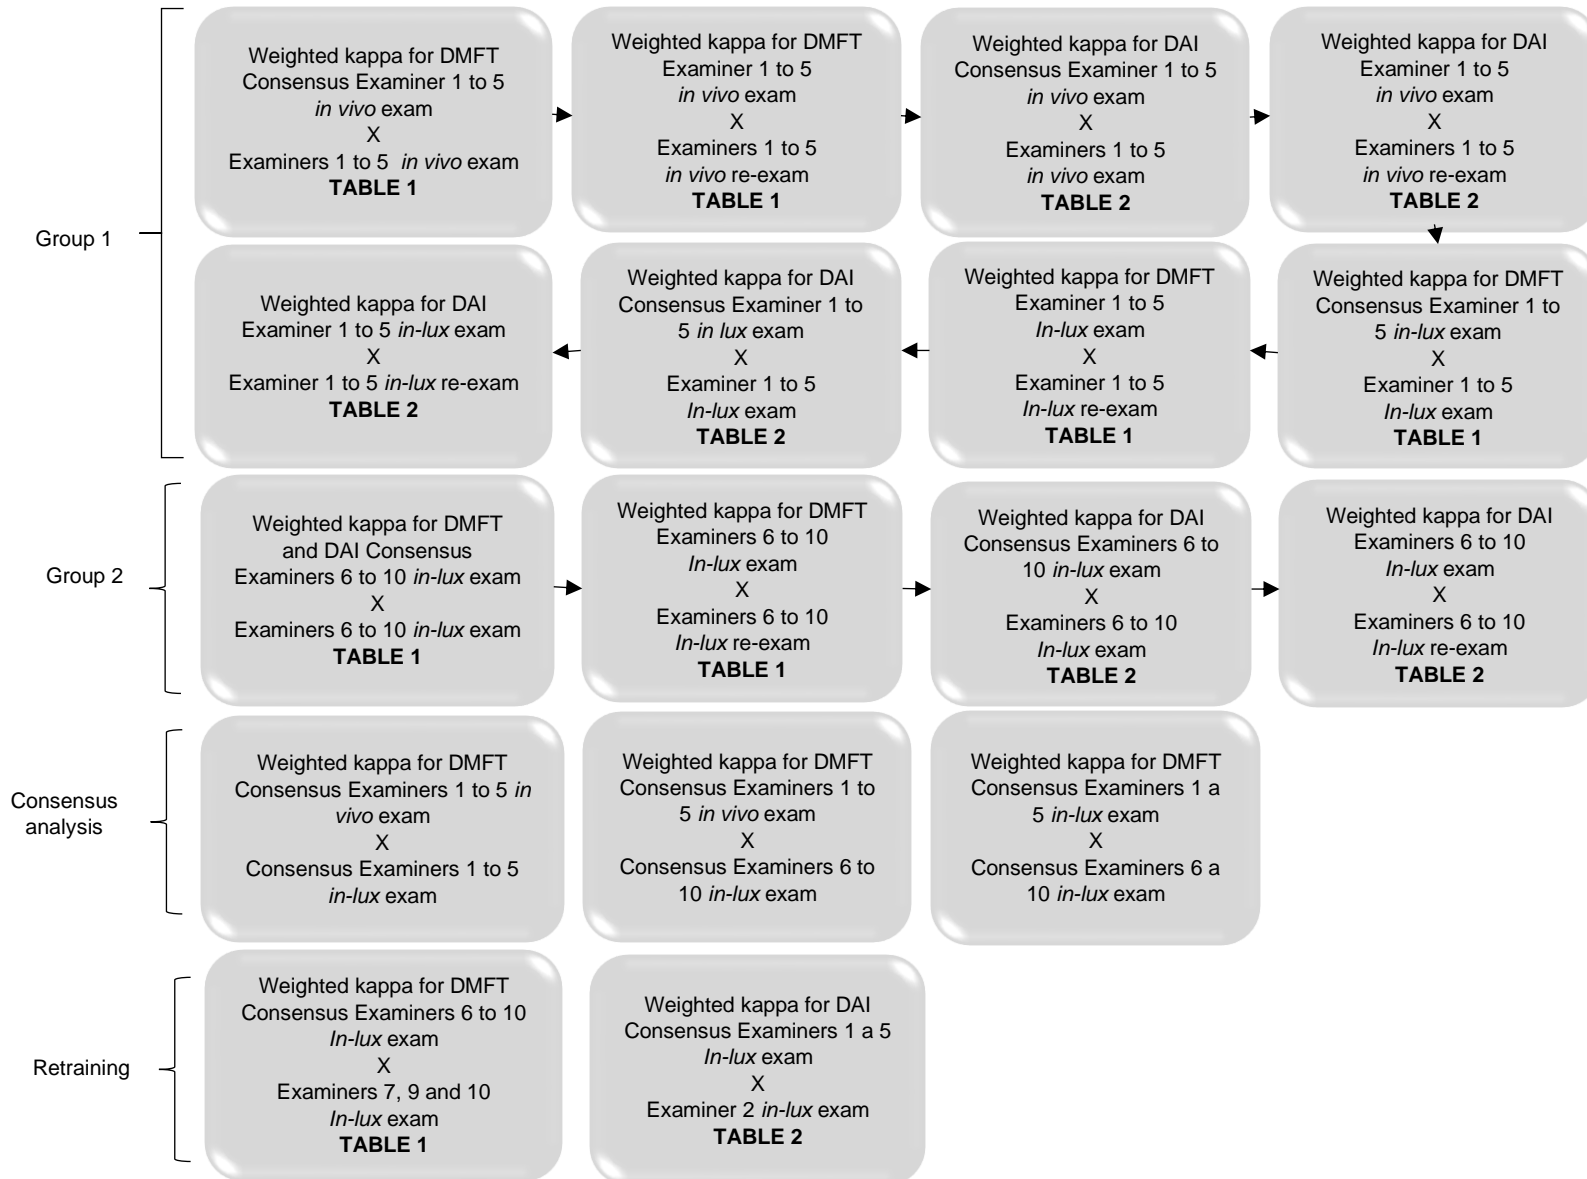 Group 1
Weighted kappa for DMFT
Consensus Examiner 1 to 5
in vivo exam
X
Examiners 1 to 5 in vivo exam
TABLE 1
Weighted kappa for DMFT
Examiner 1 to 5
in vivo exam
X
Examiners 1 to 5
in vivo re-exam
TABLE 1
Weighted kappa for DAI
Consensus Examiner 1 to 5
in vivo exam
X
Examiners 1 to 5
in vivo exam
TABLE 2
Weighted kappa for DAI
Examiner 1 to 5
in vivo exam
X
Examiners 1 to 5
in vivo re-exam
TABLE 2
Weighted kappa for DMFT
Consensus Examiner 1 to
5 in-lux exam
X
Examiner 1 to 5
In-lux exam
TABLE 1
Weighted kappa for DMFT
Examiner 1 to 5
In-lux exam
X
Examiner 1 to 5
In-lux re-exam
TABLE 1
Weighted kappa for DAI
Consensus Examiner 1 to
5 in lux exam
X
Examiner 1 to 5
In-lux exam
TABLE 2
Weighted kappa for DAI
Examiner 1 to 5 in-lux exam
X
Examiner 1 to 5 in-lux re-exam
TABLE 2
Group 2
Weighted kappa for DMFT
and DAI Consensus
Examiners 6 to 10 in-lux exam
X
Examiners 6 to 10 in-lux exam
TABLE 1
Weighted kappa for DMFT
Examiners 6 to 10
In-lux exam
X
Examiners 6 to 10
In-lux re-exam
TABLE 1
Weighted kappa for DAI
Consensus Examiners 6 to
10 in-lux exam
X
Examiners 6 to 10
In-lux exam
TABLE 2
Weighted kappa for DAI
Examiners 6 to 10
In-lux exam
X
Examiners 6 to 10
In-lux re-exam
TABLE 2
Consensus
analysis
Weighted kappa for DMFT
Consensus Examiners 1 to 5 in
vivo exam
X
Consensus Examiners 1 to 5
in-lux exam
Weighted kappa for DMFT
Consensus Examiners 1 to
5 in vivo exam
X
Consensus Examiners 6 to
10 in-lux exam
Weighted kappa for DMFT
Consensus Examiners 1 a
5 in-lux exam
X
Consensus Examiners 6 a
10 in-lux exam
Retraining
Weighted kappa for DMFT
Consensus Examiners 6 to 10
In-lux exam
X
Examiners 7, 9 and 10
In-lux exam
TABLE 1
Weighted kappa for DAI
Consensus Examiners 1 a 5
In-lux exam
X
Examiner 2 in-lux exam
TABLE 2